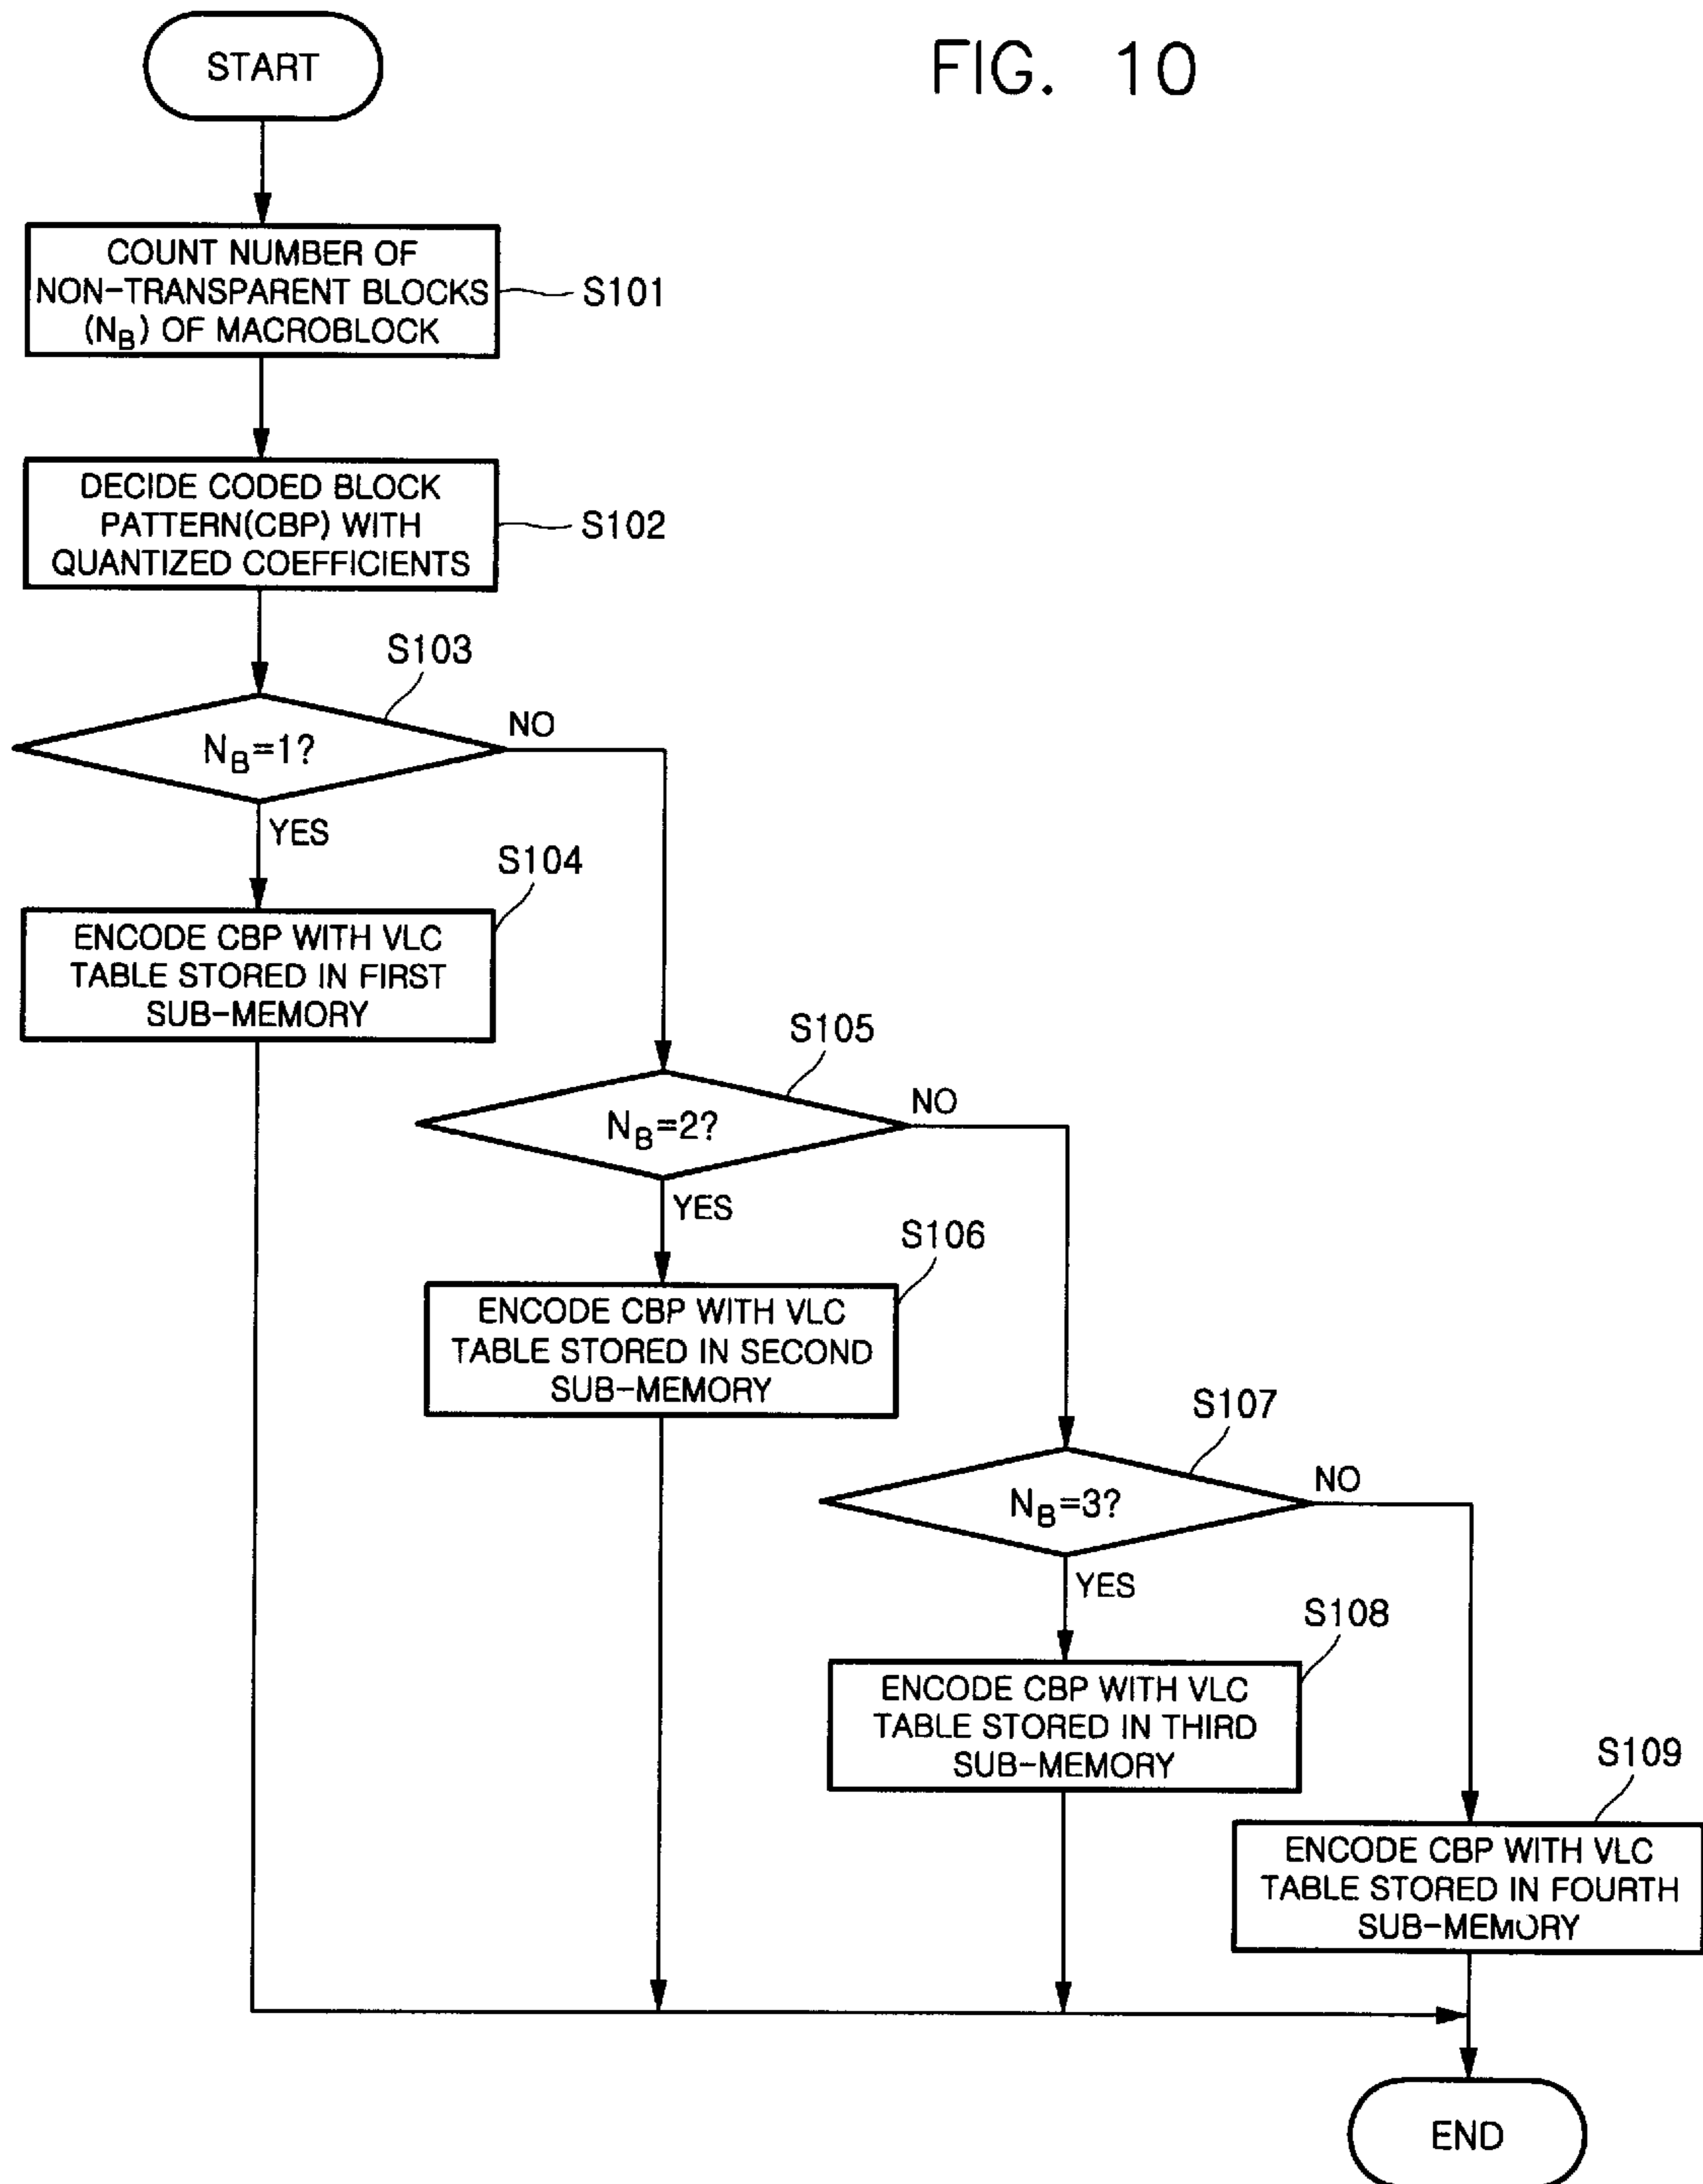 FIG. 10
START
COUNT NUMBER OF
NON-TRANSPARENT BLOCKS
(NB) OF MACROBLOCK
S101
DECIDE CODED BLOCK
PATTERN(CBP) WITH
QUANTIZED COEFFICIENTS
S102
S103
NB=1?
NO
YES
S104
ENCODE CBP WITH VLC
TABLE STORED IN FIRST
SUB-MEMORY
S105
NB=2?
NO
YES
S106
ENCODE CBP WITH VLC
TABLE STORED IN SECOND
SUB-MEMORY
S107
NB=3?
NO
YES
S108
ENCODE CBP WITH VLC
TABLE STORED IN THIRD
SUB-MEMORY
S109
ENCODE CBP WITH VLC
TABLE STORED IN FOURTH
SUB-MEMORY
END